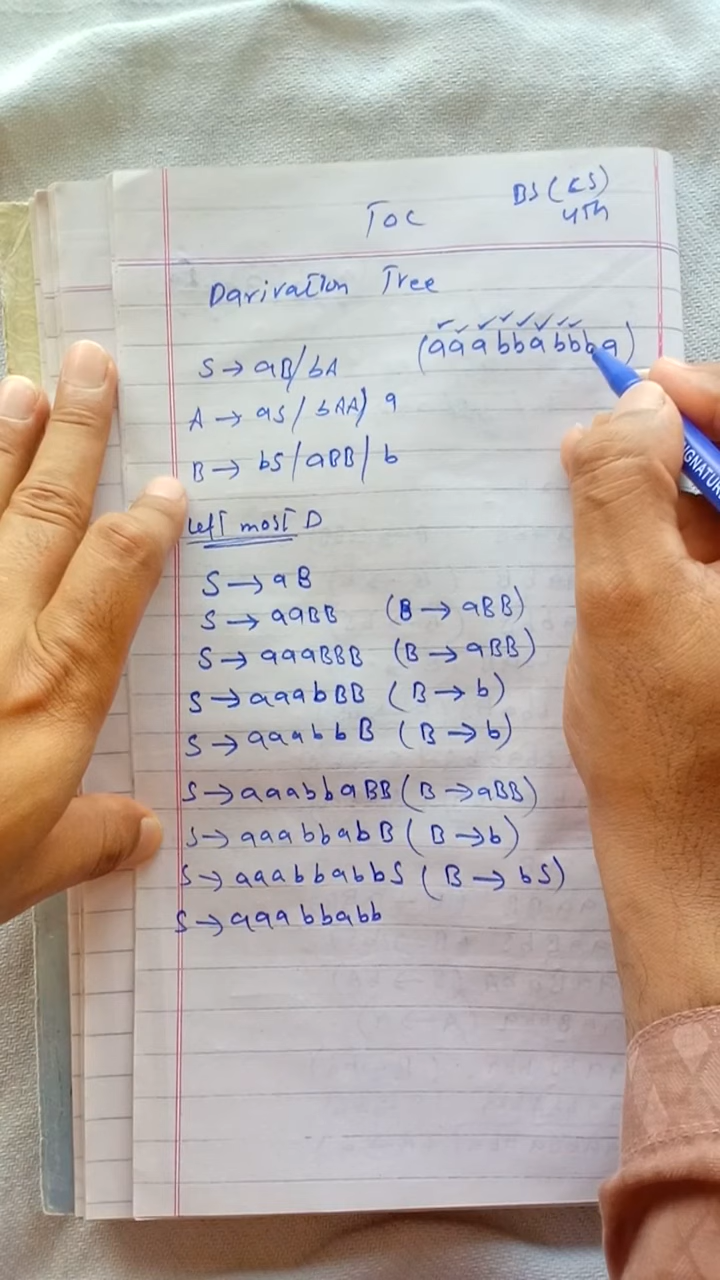 BS (CS)
4Th
Toc
Darivation Tree
(aaabbabbba)
S → aB/bA
A → aS/bAA/a
B → bS/aBB/b
Left most D
S → aB
S → aaBB (B → aBB)
S → aaaBBB (B → aBB)
S → aaabBB (B → b)
S → aaabbB (B → b)
S → aaabbaBB (B → aBB)
S → aaabbabB (B → b)
S → aaabbabbS (B → bS)
S → aaabbabb